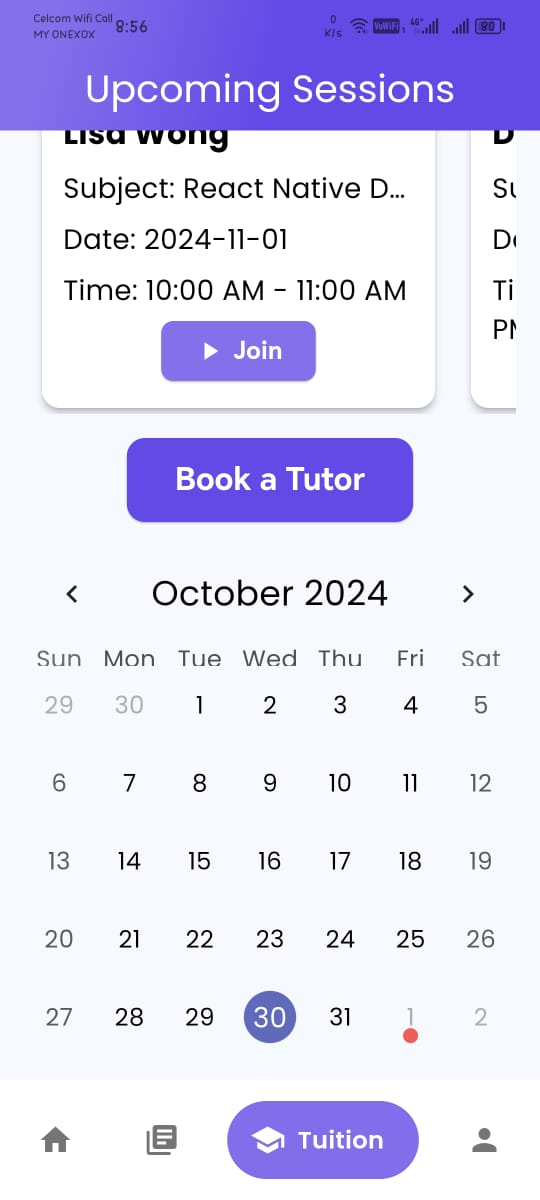 Celcom Wifi Call
MY ONEXOX
8:56
0
K/s
VoWiFi
4G+
80
Upcoming Sessions
Lisa Wong
Subject: React Native D...
Date: 2024-11-01
Time: 10:00 AM - 11:00 AM
Join
Ti
Book a Tutor
October 2024
Sun Mon Tue Wed Thu Fri Sat
29 30 1 2 3 4 5
6 7 8 9 10 11 12
13 14 15 16 17 18 19
20 21 22 23 24 25 26
27 28 29 30 31 1 2
Tuition